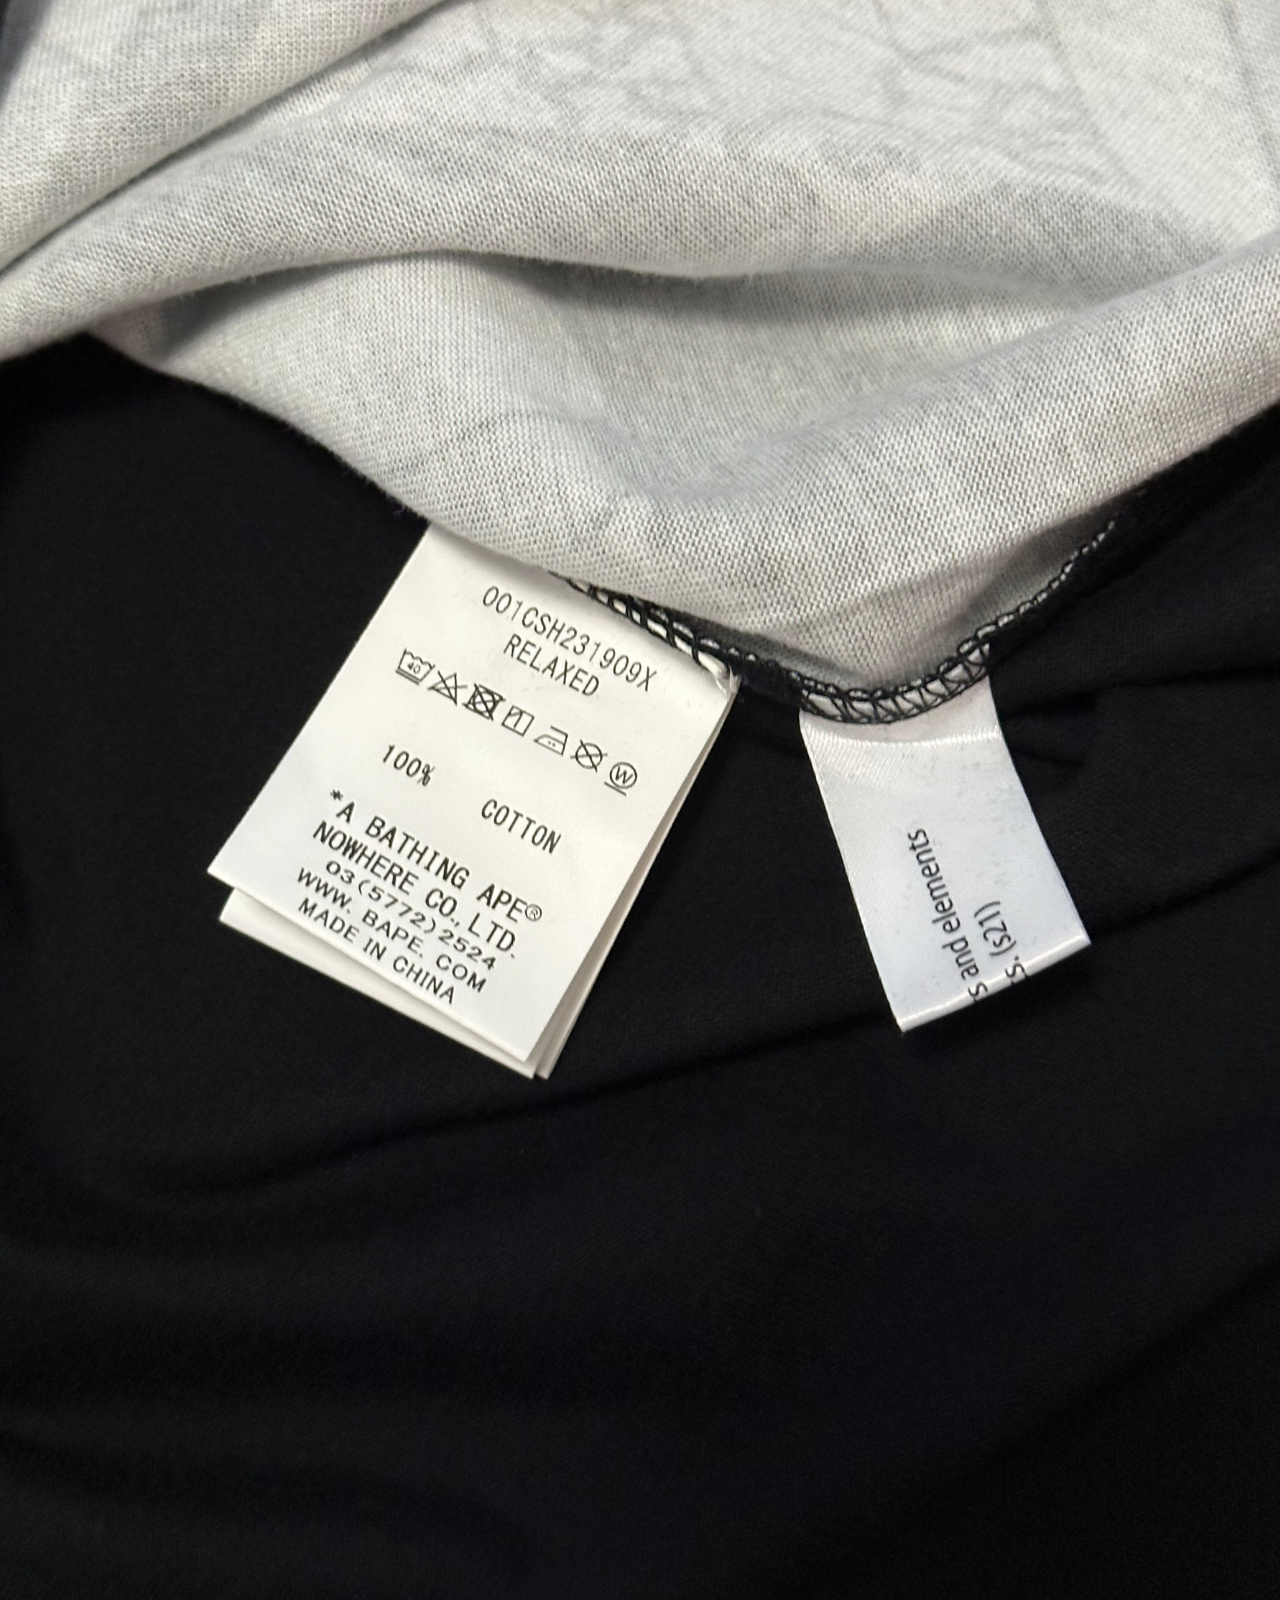 001CSH231909X
RELAXED
40
W
100% COTTON
*A BATHING APE®
NOWHERE CO., LTD.
03(5772)2524
WWW. BAPE. COM
MADE IN CHINA
and elements
(s21)